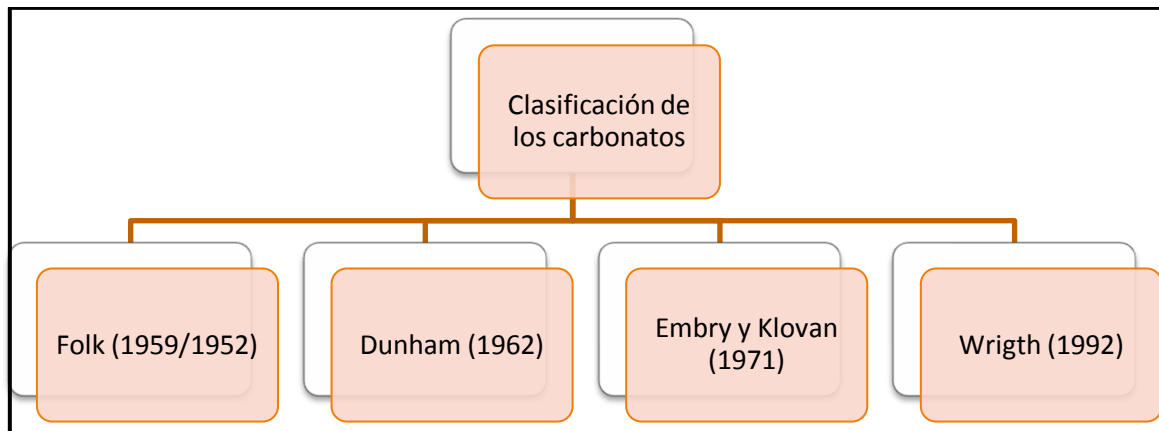 Clasificación de
los carbonatos
Folk (1959/1952)
Dunham (1962)
Embry y Klovan
(1971)
Wrigth (1992)